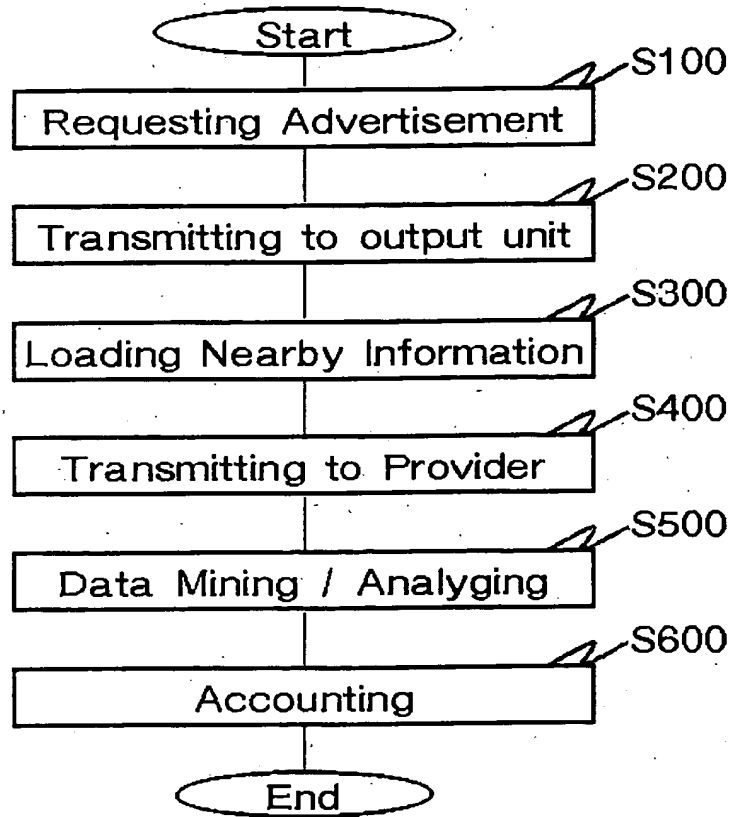 Start
S100
Requesting Advertisement
S200
Transmitting to output unit
S300
Loading Nearby Information
S400
Transmitting to Provider
S500
Data Mining / Analyging
S600
Accounting
End